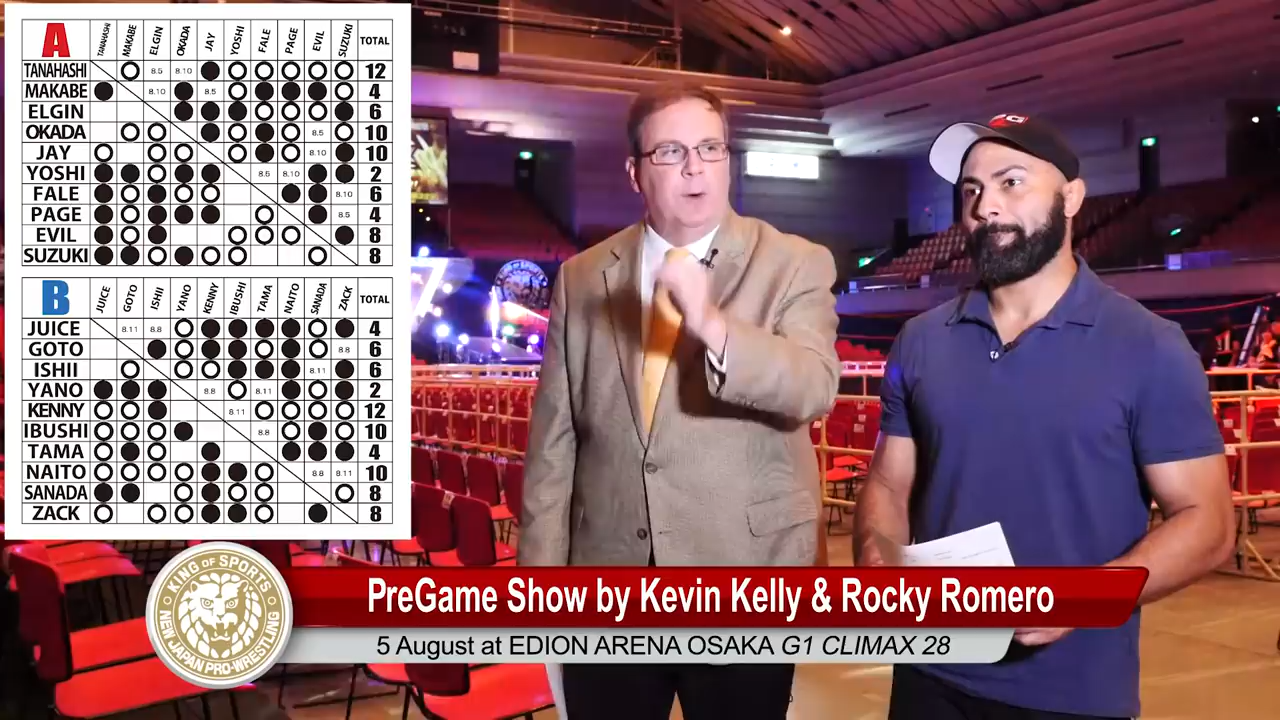 A TANAHASHI MAKABE ELGIN OKADA JAY YOSHI FALE PAGE EVIL SUZUKI TOTAL
TANAHASHI 8.5 8.10 12
MAKABE 8.10 8.5 4
ELGIN 6
OKADA 8.5 10
JAY 8.10 10
YOSHI 8.5 8.10 2
FALE 8.10 6
PAGE 8.5 4
EVIL 8
SUZUKI 8
B JUICE GOTO ISHII YANO KENNY IBUSHI TAMA NAITO SANADA ZACK TOTAL
JUICE 8.11 8.8 4
GOTO 8.8 6
ISHII 8.11 6
YANO 8.8 8.11 2
KENNY 8.11 12
IBUSHI 8.8 10
TAMA 4
NAITO 8.8 8.11 10
SANADA 8
ZACK 8
KING OF SPORTS
NEW JAPAN PRO-WRESTLING
PreGame Show by Kevin Kelly & Rocky Romero
5 August at EDION ARENA OSAKA G1 CLIMAX 28